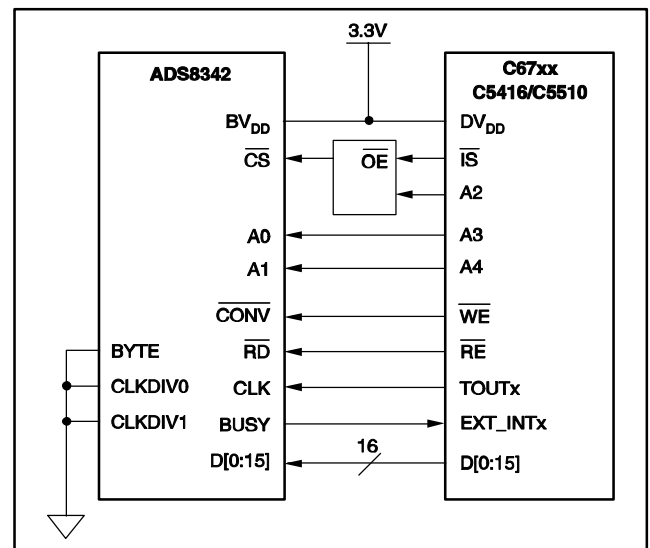 3.3V
ADS8342
C67xx
C5416/C5510
BVDD
DVDD
CS
OE
IS
A2
A0
A3
A1
A4
CONV
WE
BYTE
RD
RE
CLKDIV0
CLK
TOUTx
CLKDIV1
BUSY
EXT_INTx
16
D[0:15]
D[0:15]